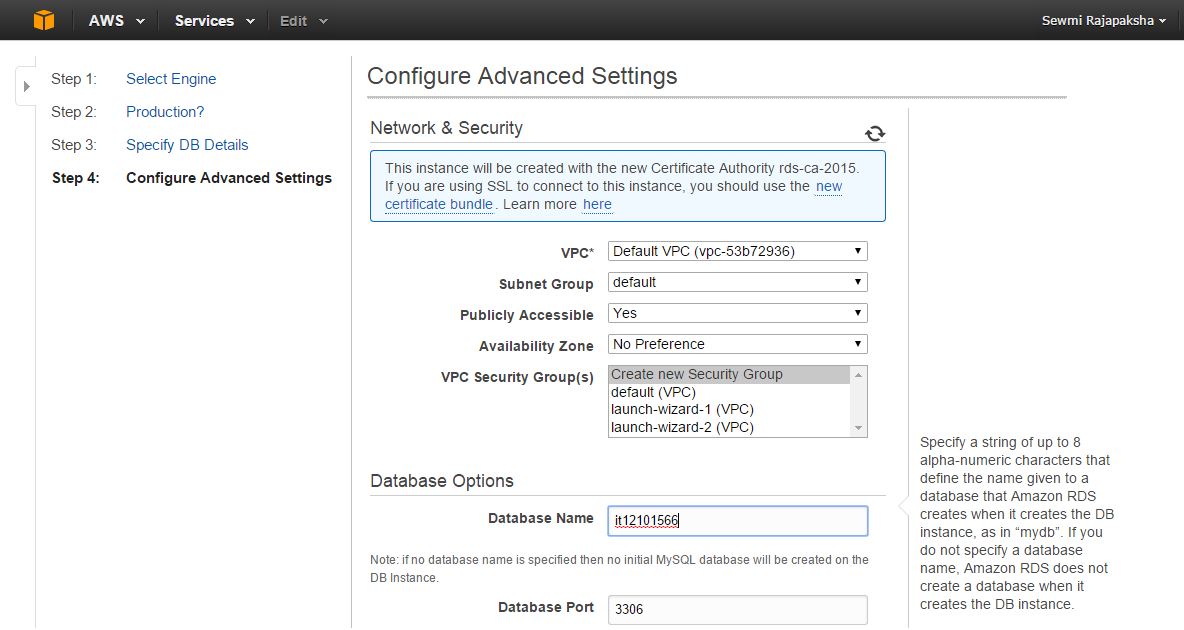 AWS Services Edit Sewmi Rajapaksha
Step 1: Select Engine
Step 2: Production?
Step 3: Specify DB Details
Step 4: Configure Advanced Settings
Configure Advanced Settings
Network & Security
This instance will be created with the new Certificate Authority rds-ca-2015.
If you are using SSL to connect to this instance, you should use the new
certificate bundle. Learn more here
VPC* Default VPC (vpc-53b72936)
Subnet Group default
Publicly Accessible Yes
Availability Zone No Preference
VPC Security Group(s) Create new Security Group
default (VPC)
launch-wizard-1 (VPC)
launch-wizard-2 (VPC)
Database Options
Database Name it12101566
Note: if no database name is specified then no initial MySQL database will be created on the
DB Instance.
Database Port 3306
Specify a string of up to 8
alpha-numeric characters that
define the name given to a
database that Amazon RDS
creates when it creates the DB
instance, as in “mydb”. If you
do not specify a database
name, Amazon RDS does not
create a database when it
creates the DB instance.